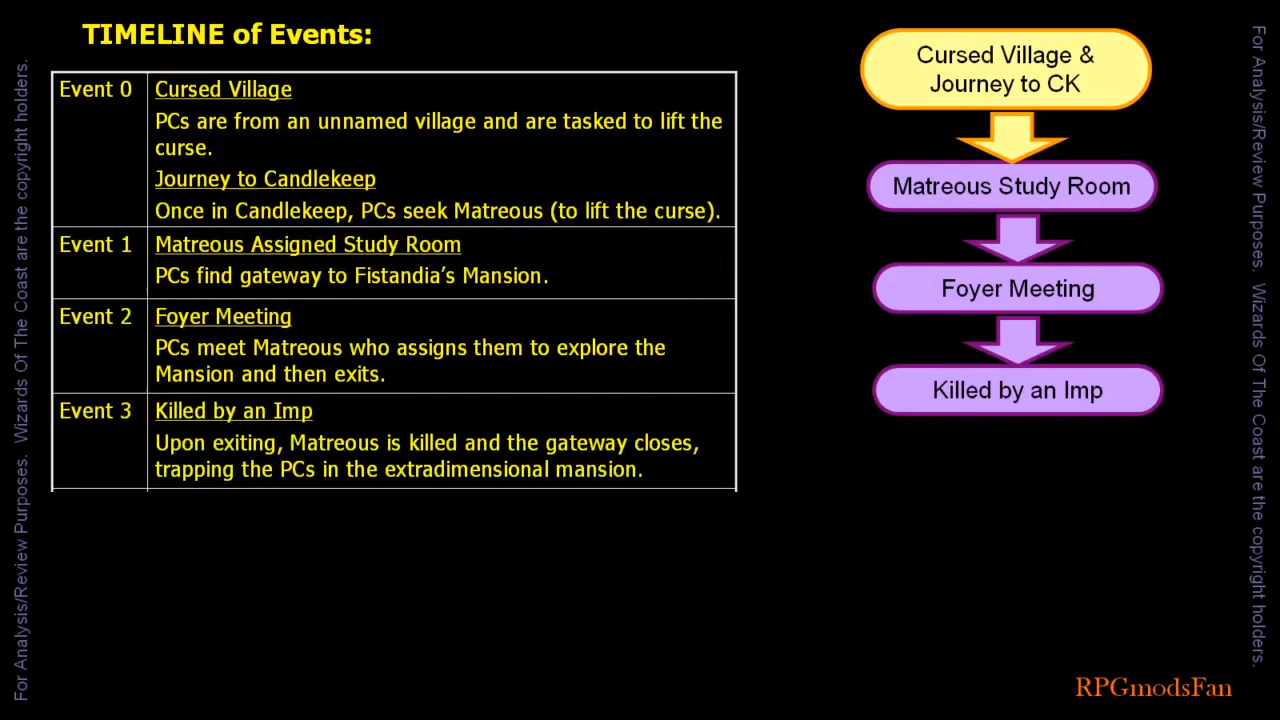 TIMELINE of Events:
Event 0
Cursed Village
PCs are from an unnamed village and are tasked to lift the
curse.
Journey to Candlekeep
Once in Candlekeep, PCs seek Matreous (to lift the curse).
Event 1
Matreous Assigned Study Room
PCs find gateway to Fistandia’s Mansion.
Event 2
Foyer Meeting
PCs meet Matreous who assigns them to explore the
Mansion and then exits.
Event 3
Killed by an Imp
Upon exiting, Matreous is killed and the gateway closes,
trapping the PCs in the extradimensional mansion.
Cursed Village &
Journey to CK
Matreous Study Room
Foyer Meeting
Killed by an Imp
For Analysis/Review Purposes. Wizards Of The Coast are the copyright holders.
For Analysis/Review Purposes. Wizards Of The Coast are the copyright holders.
RPGmodsFan